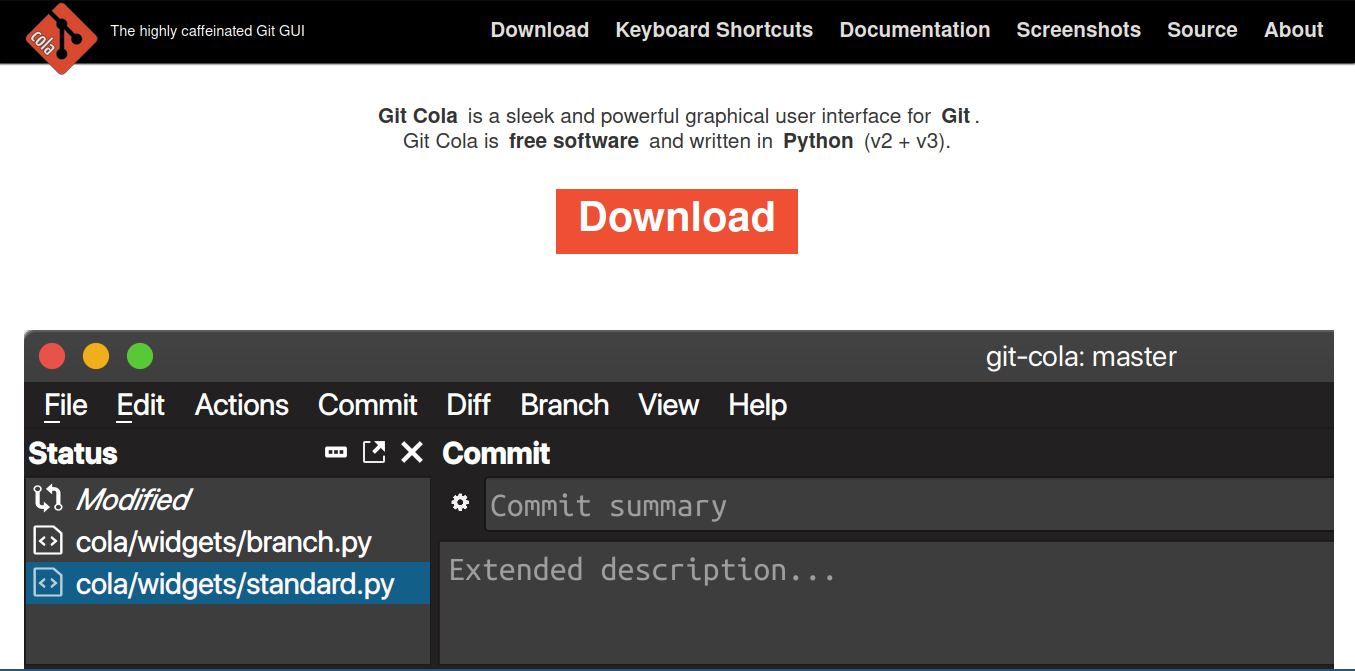 cola
The highly caffeinated Git GUI
Download Keyboard Shortcuts Documentation Screenshots Source About
Git Cola is a sleek and powerful graphical user interface for Git.
Git Cola is free software and written in Python (v2 + v3).
Download
git-cola: master
File Edit Actions Commit Diff Branch View Help
Status
Modified
cola/widgets/branch.py
cola/widgets/standard.py
Commit
Commit summary
Extended description...